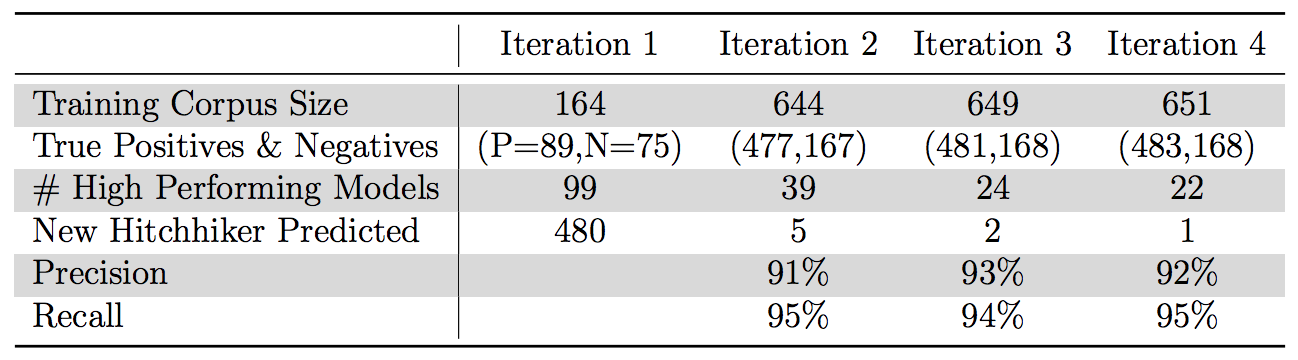 Iteration 1 Iteration 2 Iteration 3 Iteration 4
Training Corpus Size 164 644 649 651
True Positives & Negatives (P=89,N=75) (477,167) (481,168) (483,168)
# High Performing Models 99 39 24 22
New Hitchhiker Predicted 480 5 2 1
Precision 91% 93% 92%
Recall 95% 94% 95%